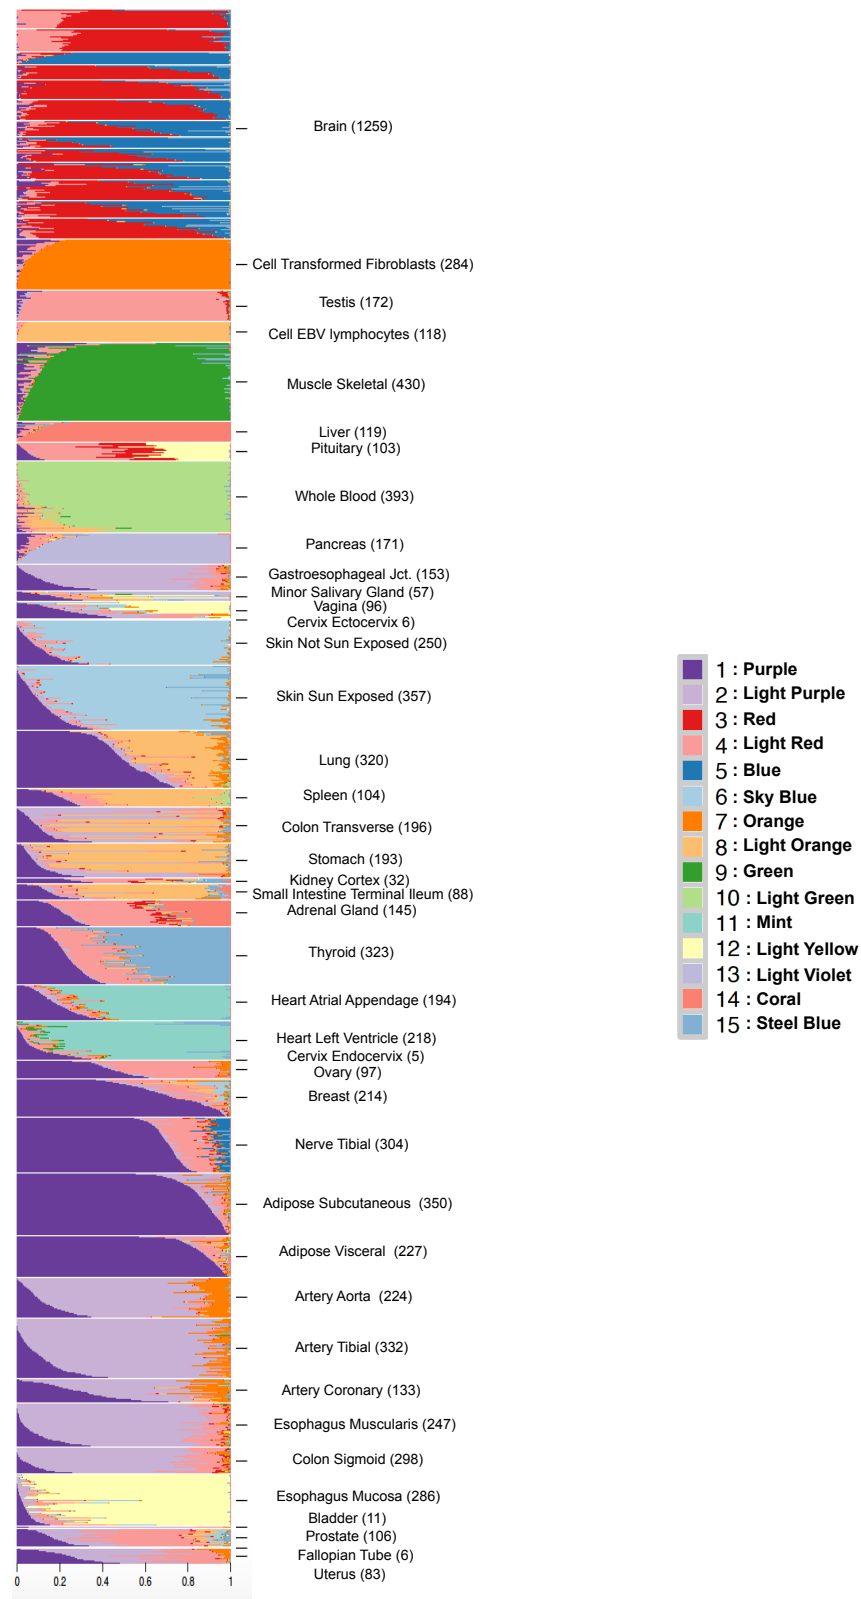 Brain (1259)
Cell Transformed Fibroblasts (284)
Testis (172)
Cell EBV lymphocytes (118)
Muscle Skeletal (430)
Liver (119)
Pituitary (103)
Whole Blood (393)
Pancreas (171)
Gastroesophageal Jct. (153)
Minor Salivary Gland (57)
Vagina (96)
Cervix Ectocervix 6)
Skin Not Sun Exposed (250)
Skin Sun Exposed (357)
Lung (320)
Spleen (104)
Colon Transverse (196)
Stomach (193)
Kidney Cortex (32)
Small Intestine Terminal Ileum (88)
Adrenal Gland (145)
Thyroid (323)
Heart Atrial Appendage (194)
Heart Left Ventricle (218)
Cervix Endocervix (5)
Ovary (97)
Breast (214)
Nerve Tibial (304)
Adipose Subcutaneous (350)
Adipose Visceral (227)
Artery Aorta (224)
Artery Tibial (332)
Artery Coronary (133)
Esophagus Muscularis (247)
Colon Sigmoid (298)
Esophagus Mucosa (286)
Bladder (11)
Prostate (106)
Fallopian Tube (6)
Uterus (83)
0 0.2 0.4 0.6 0.8 1
1 : Purple
2 : Light Purple
3 : Red
4 : Light Red
5 : Blue
6 : Sky Blue
7 : Orange
8 : Light Orange
9 : Green
10 : Light Green
11 : Mint
12 : Light Yellow
13 : Light Violet
14 : Coral
15 : Steel Blue